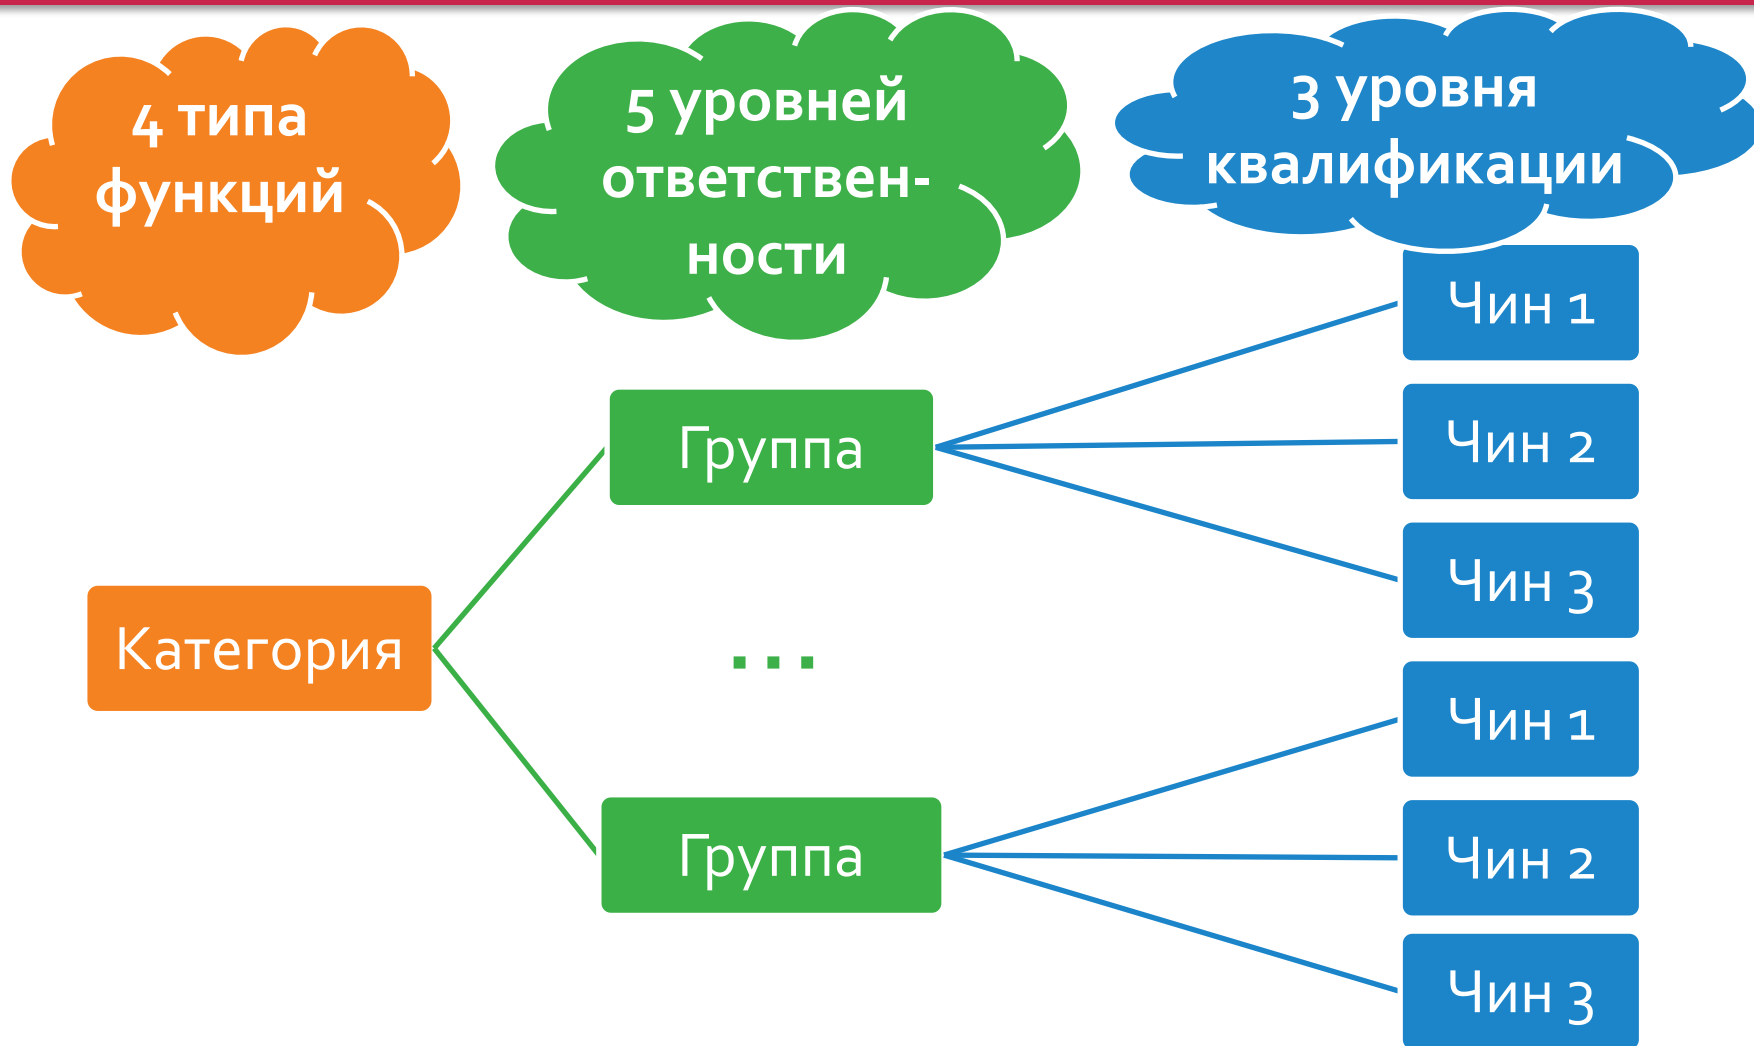 4 типа
функций
5 уровней
ответствен-
ности
3 уровня
квалификации
Категория
Группа
...
Группа
Чин 1
Чин 2
Чин 3
Чин 1
Чин 2
Чин 3